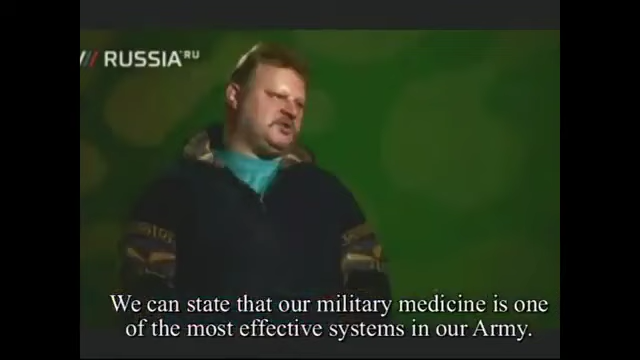 RUSSIA.RU
We can state that our military medicine is one
of the most effective systems in our Army.